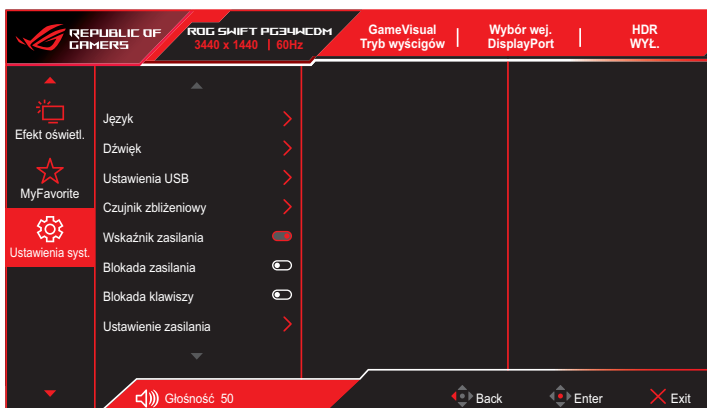 REPUBLIC OF
GAMERS
ROG SWIFT PG34WCDM
3440 x 1440 | 60Hz
GameVisual
Tryb wyścigów
Wybór wej.
DisplayPort
HDR
WYŁ.
Efekt oświetl.
MyFavorite
Ustawienia syst.
Język
Dźwięk
Ustawienia USB
Czujnik zbliżeniowy
Wskaźnik zasilania
Blokada zasilania
Blokada klawiszy
Ustawienie zasilania
Głośność 50
Back
Enter
Exit